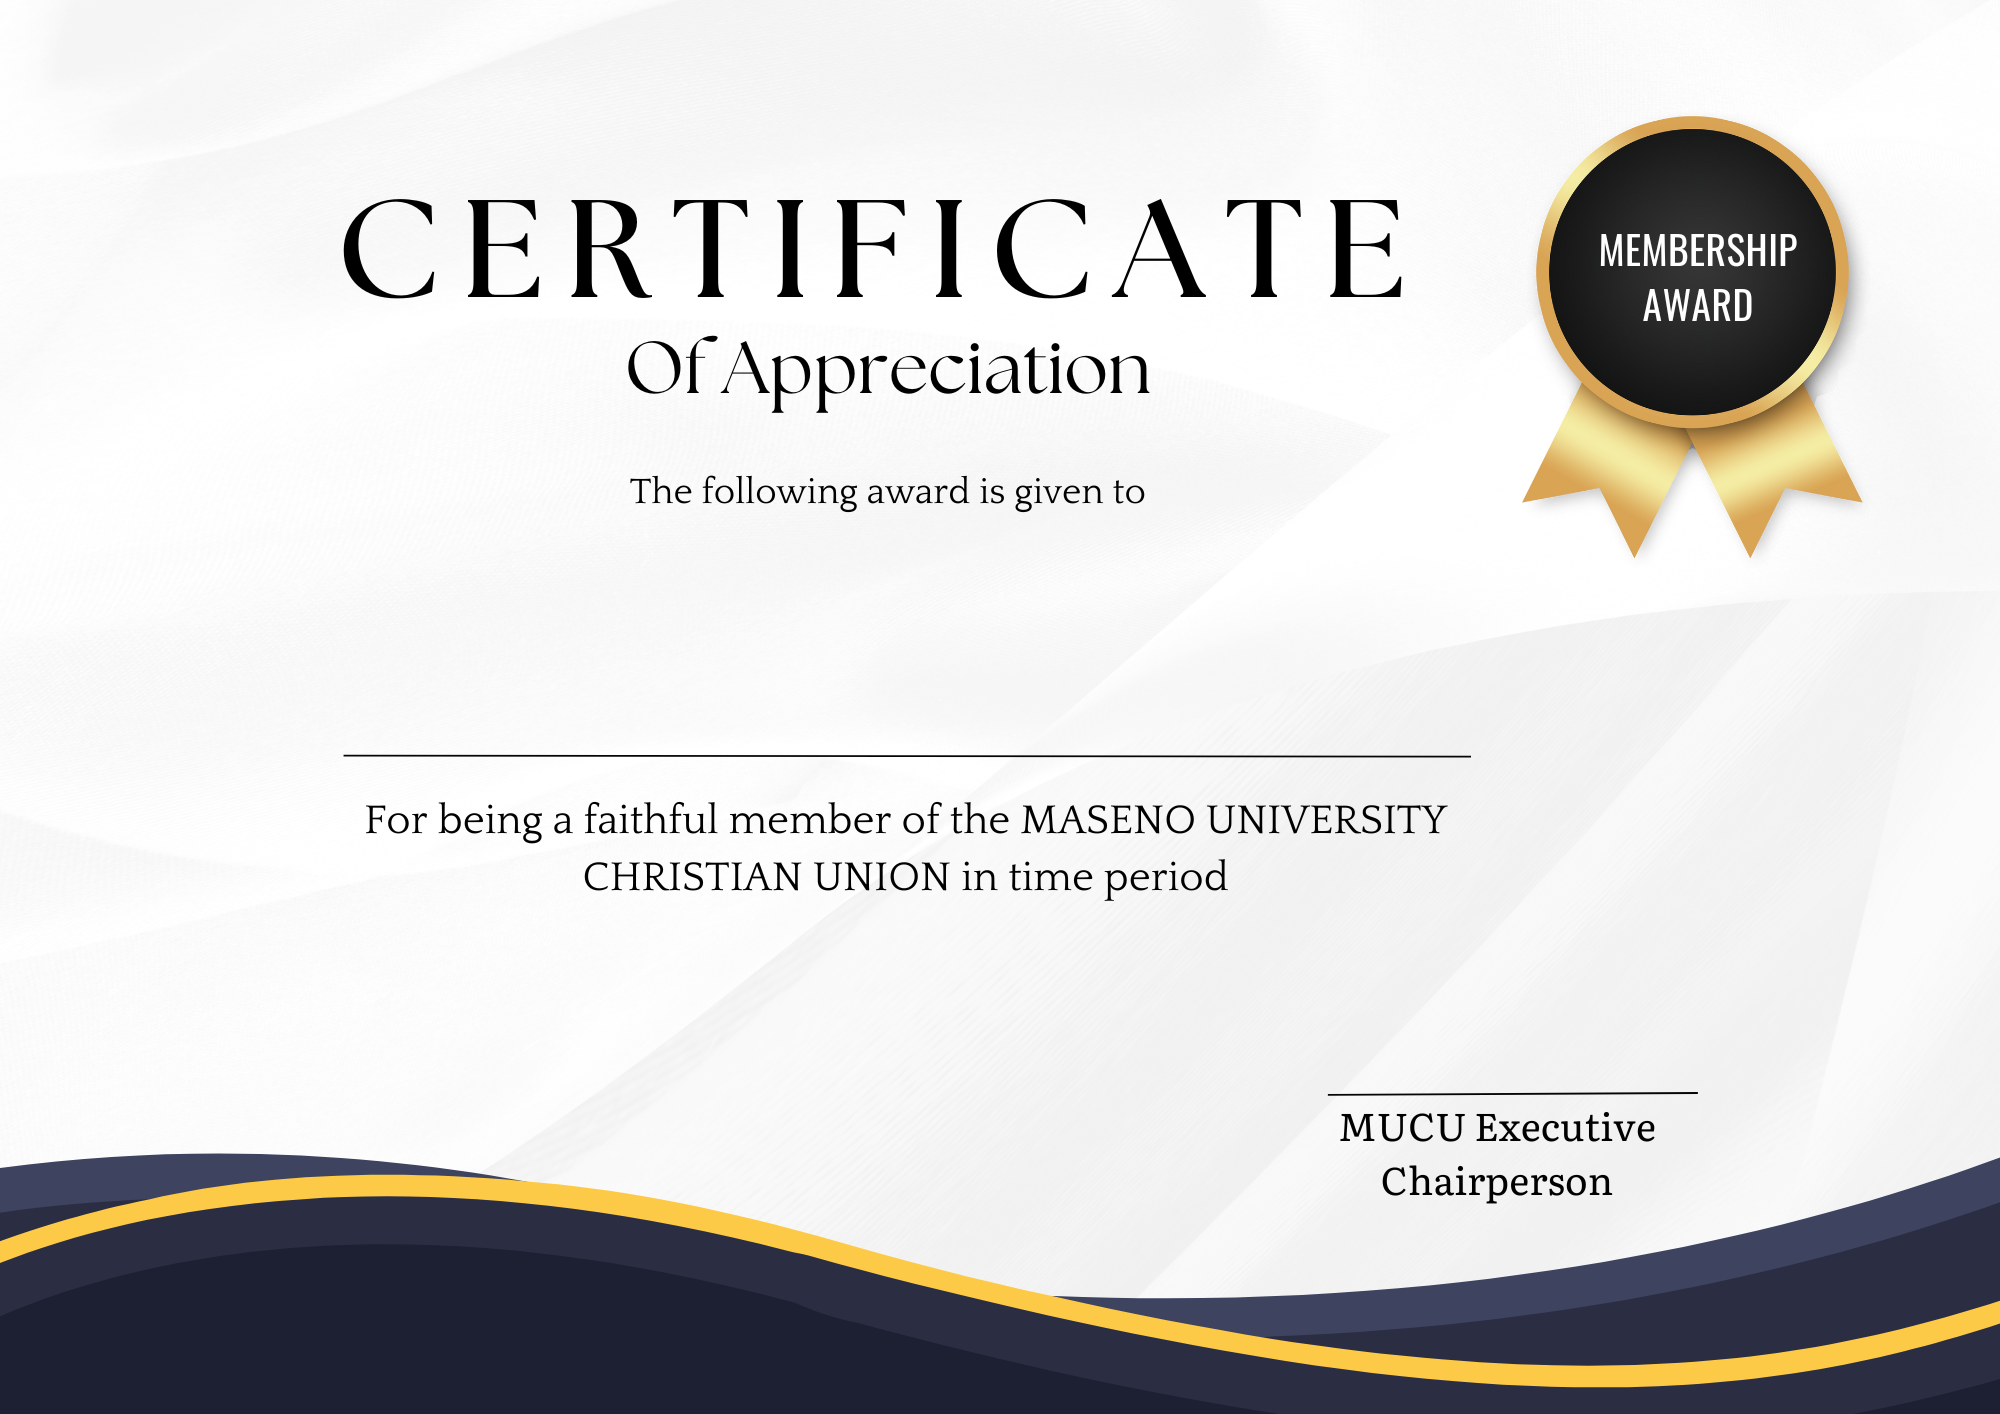 CERTIFICATE
Of Appreciation
MEMBERSHIP
AWARD
The following award is given to
For being a faithful member of the MASENO UNIVERSITY
CHRISTIAN UNION in time period
MUCU Executive
Chairperson